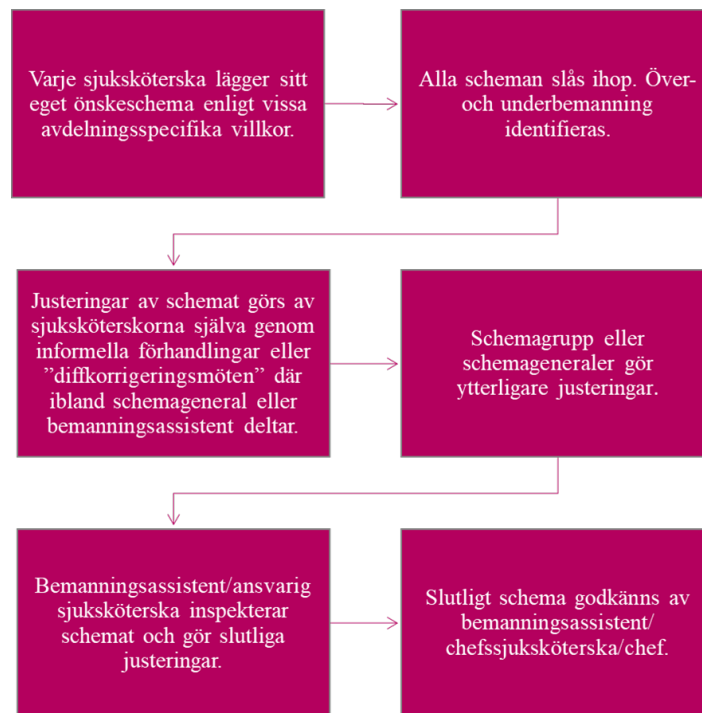 Varje sjuksköterska lägger sitt
eget önskeschema enligt vissa
avdelningsspecifika villkor.
Alla scheman slås ihop. Över-
och underbemanning
identifieras.
Justeringar av schemat görs av
sjuksköterskorna själva genom
informella förhandlingar eller
”diffkorrigeringsmöten” där
ibland schemageneral eller
bemanningsassistent deltar.
Schemagrupp eller
schemageneraler gör
ytterligare justeringar.
Bemanningsassistent/ansvarig
sjuksköterska inspekterar
schemat och gör slutliga
justeringar.
Slutligt schema godkänns av
bemanningsassistent/
chefssjuksköterska/chef.